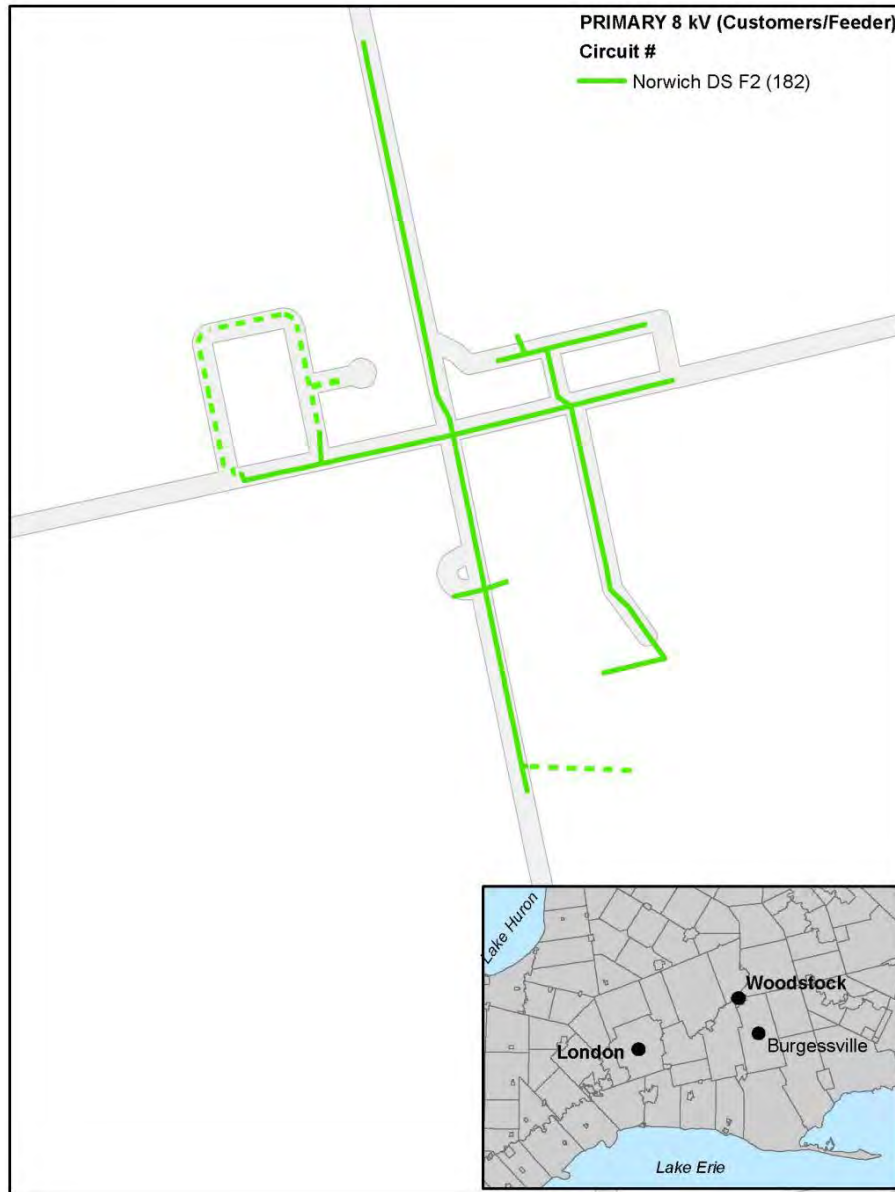 PRIMARY 8 kV (Customers/Feeder)
Circuit #
Norwich DS F2 (182)
Lake Huron
Woodstock
Burgessville
London
Lake Erie